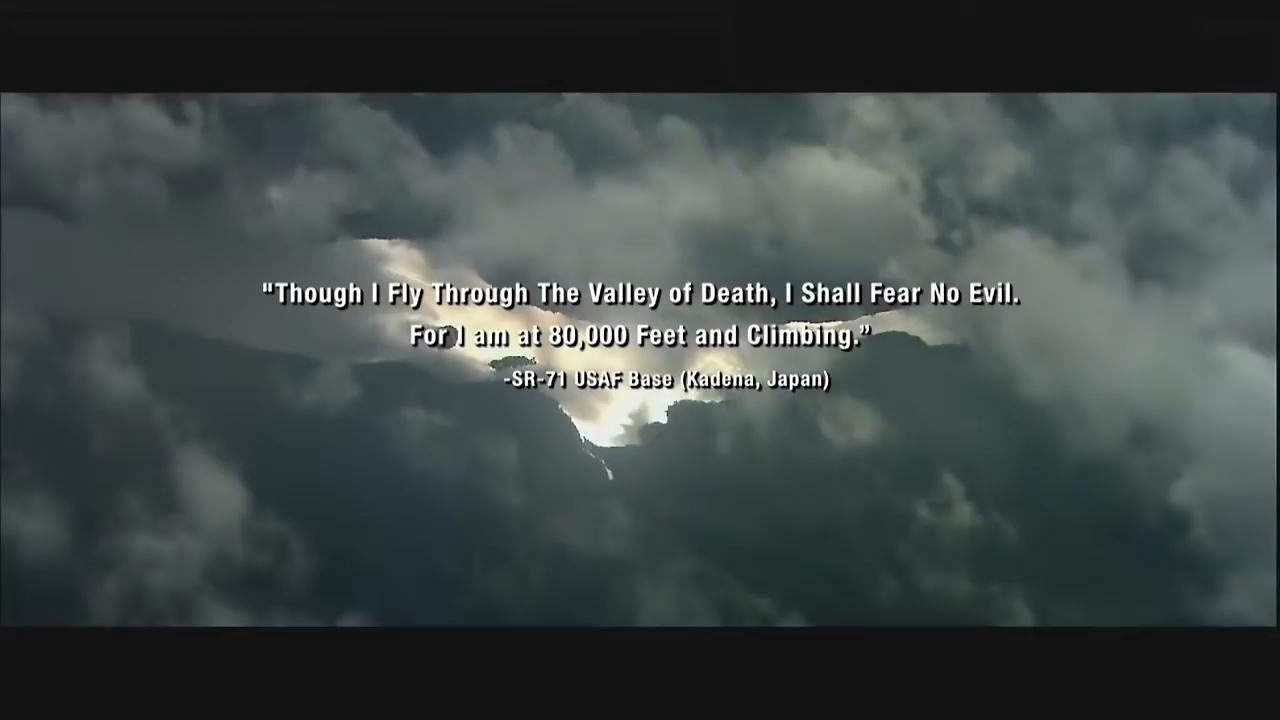 "Though I Fly Through The Valley of Death, I Shall Fear No Evil.
For I am at 80,000 Feet and Climbing.”
-SR-71 USAF Base (Kadena, Japan)